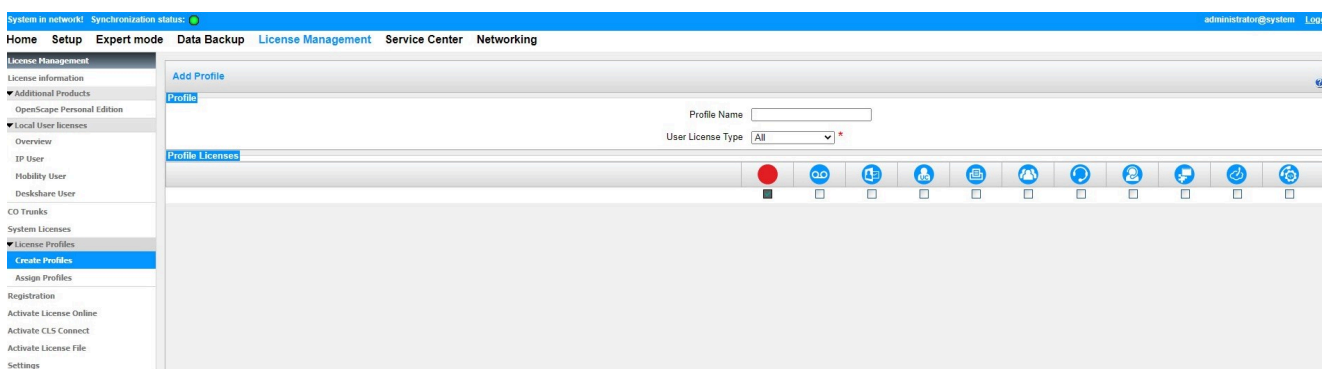 System in network! Synchronization status:
administrator@system
Home Setup Expert mode Data Backup License Management Service Center Networking
License Management
License information
Additional Products
OpenScape Personal Edition
Local User licenses
Overview
IP User
Mobility User
Deskshare User
CO Trunks
System Licenses
License Profiles
Create Profiles
Assign Profiles
Registration
Activate License Online
Activate CLS Connect
Activate License File
Settings
Add Profile
Profile
Profile Name
User License Type All *
Profile Licenses